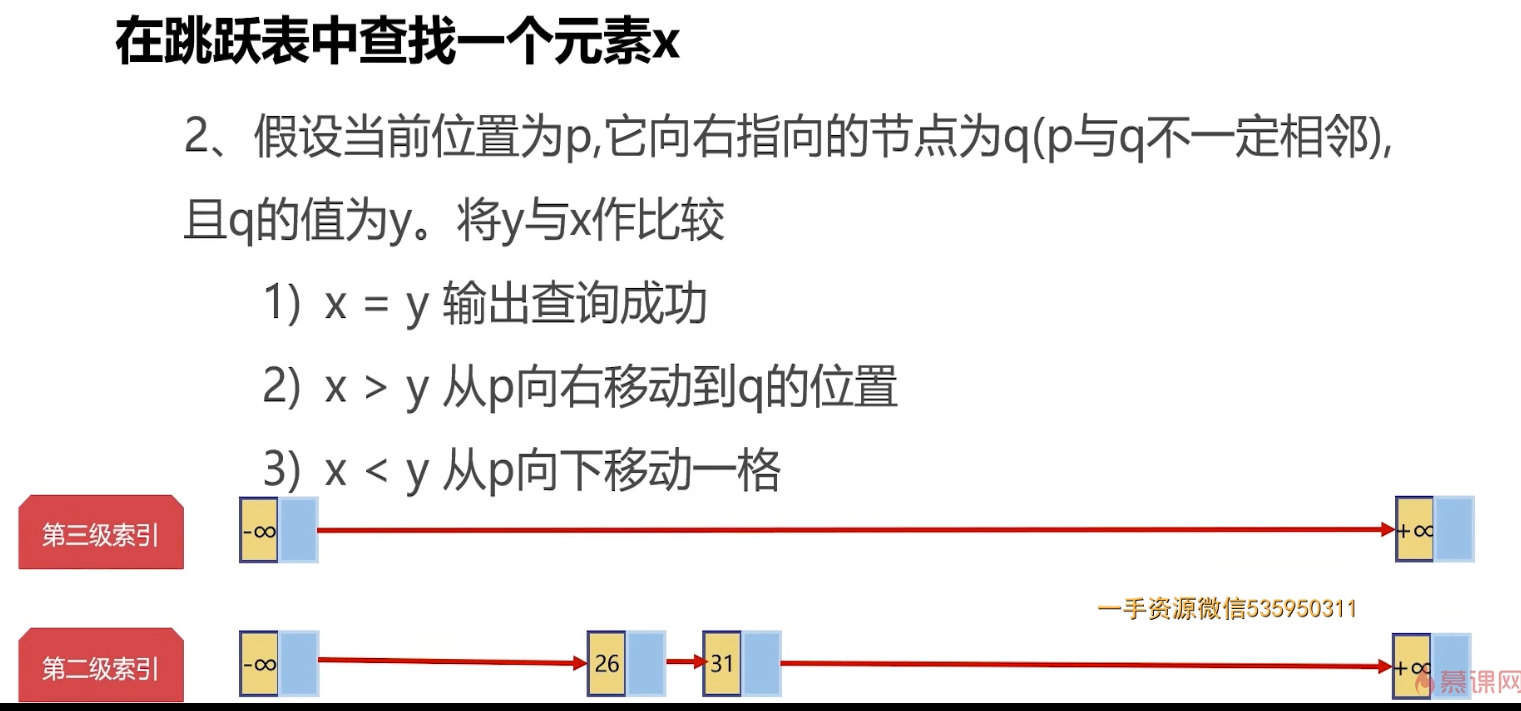 在跳跃表中查找一个元素x
2、假设当前位置为p,它向右指向的节点为q(p与q不一定相邻),
且q的值为y。将y与x作比较
1) x = y 输出查询成功
2) x > y 从p向右移动到q的位置
3) x < y 从p向下移动一格
第三级索引 -∞ +∞
一手资源微信535950311
第二级索引 -∞ 26 31 +∞
慕课网